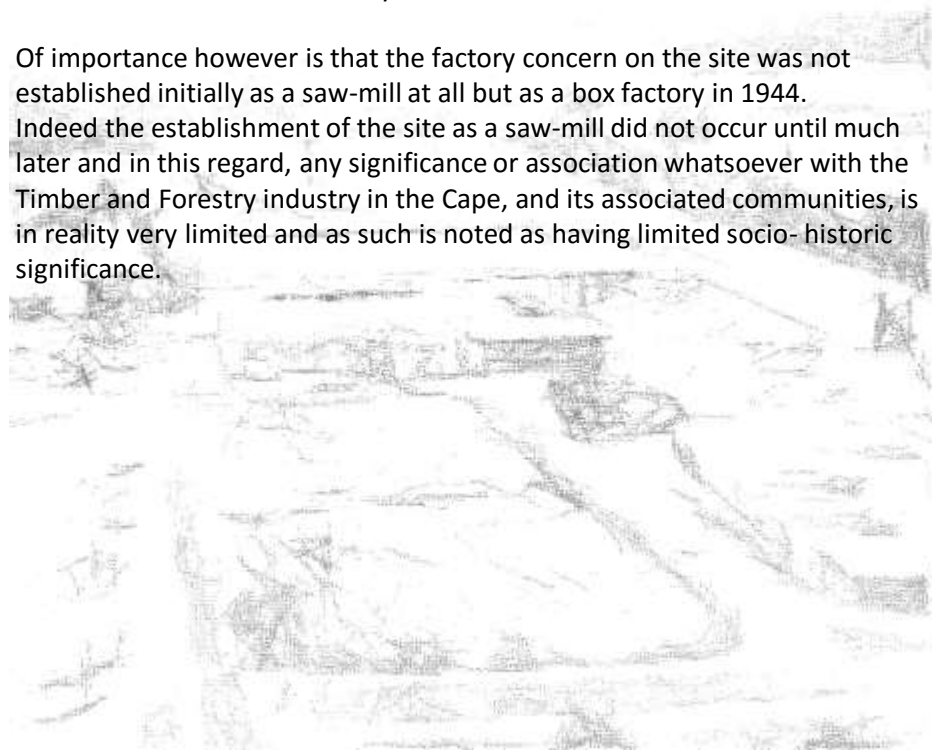 Of importance however is that the factory concern on the site was not
established initially as a saw-mill at all but as a box factory in 1944.
Indeed the establishment of the site as a saw-mill did not occur until much
later and in this regard, any significance or association whatsoever with the
Timber and Forestry industry in the Cape, and its associated communities, is
in reality very limited and as such is noted as having limited socio- historic
significance.